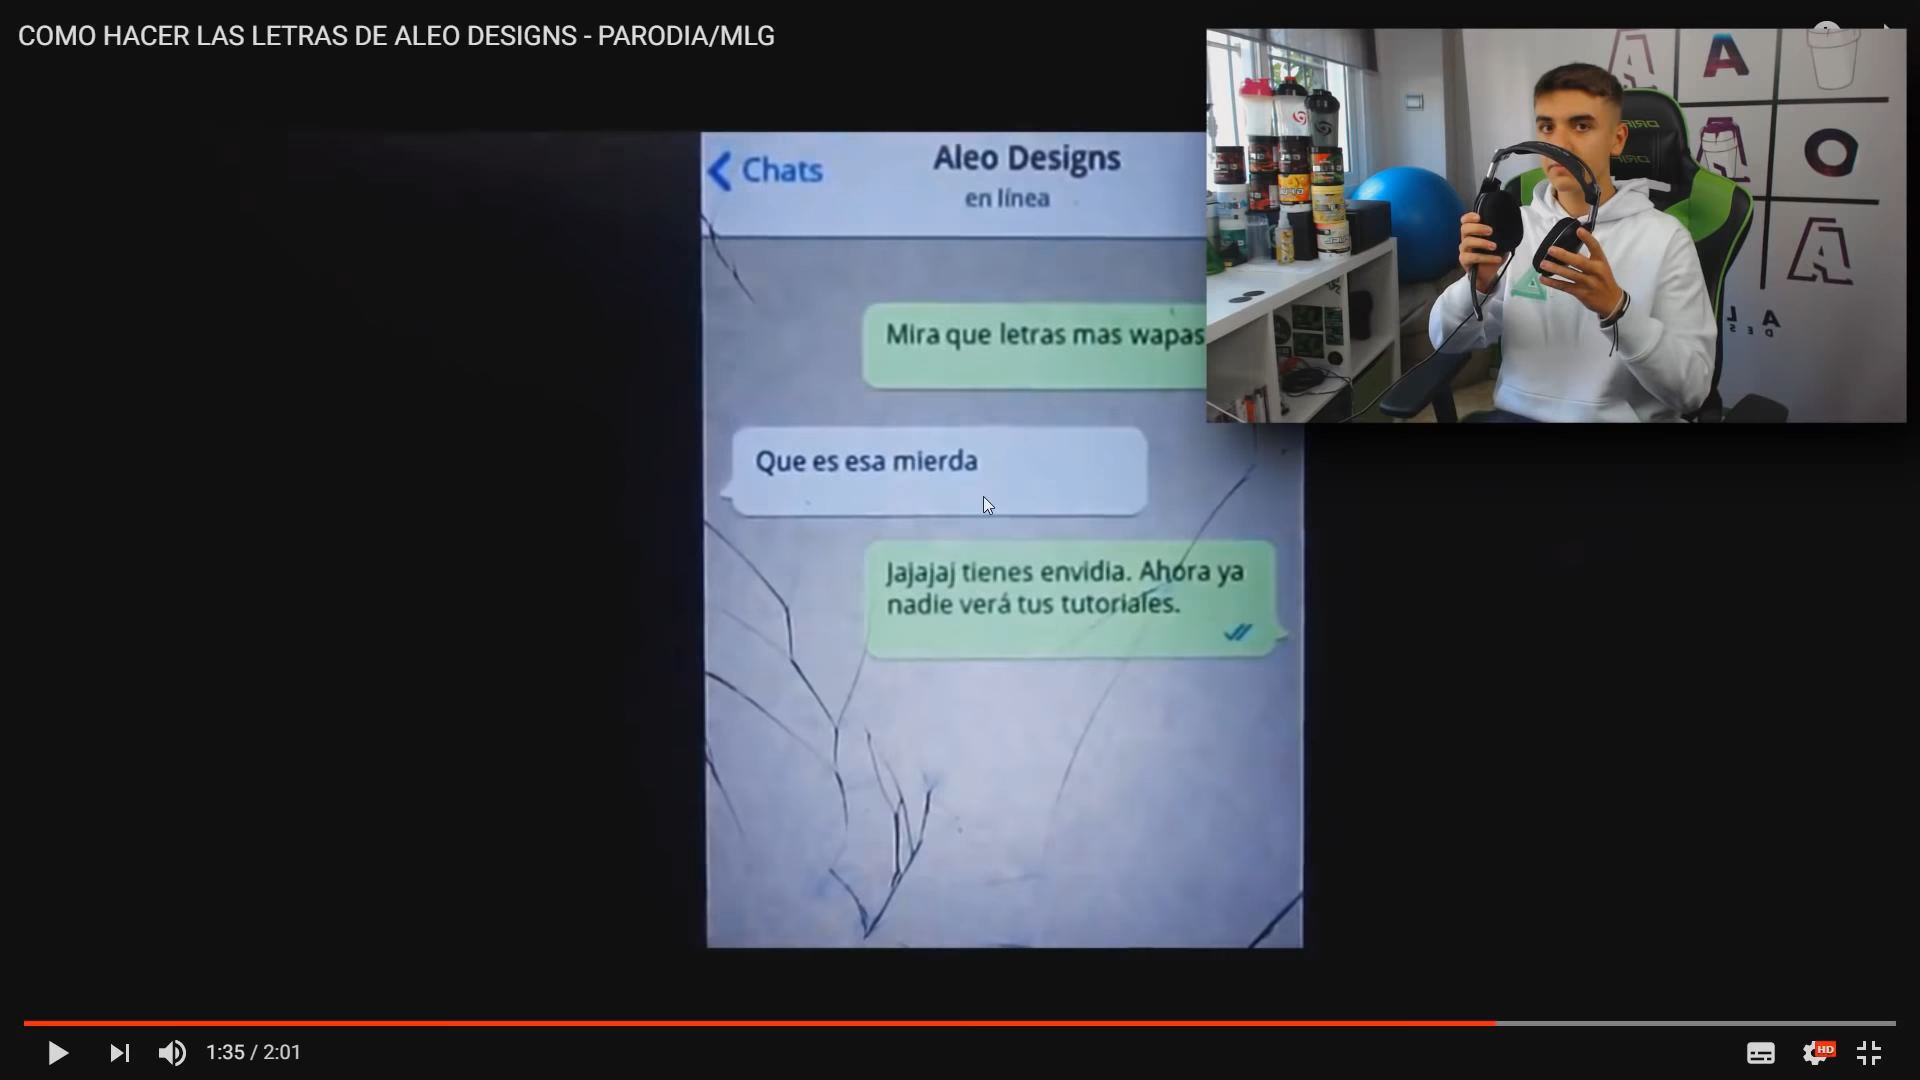 COMO HACER LAS LETRAS DE ALEO DESIGNS - PARODIA/MLG
Chats
Aleo Designs
en línea
Mira que letras mas wapas
Que es esa mierda
Jajajaj tienes envidia. Ahora ya
nadie verá tus tutoriales.
1:35 / 2:01
HD